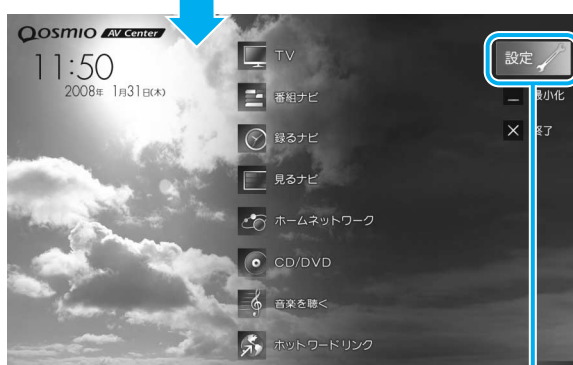 Qosmio AV Center
11:50
2008年 1月31日(木)
TV
番組ナビ
録るナビ
見るナビ
ホームネットワーク
CD/DVD
音楽を聴く
ホットワードリンク
設定
最小化
終了